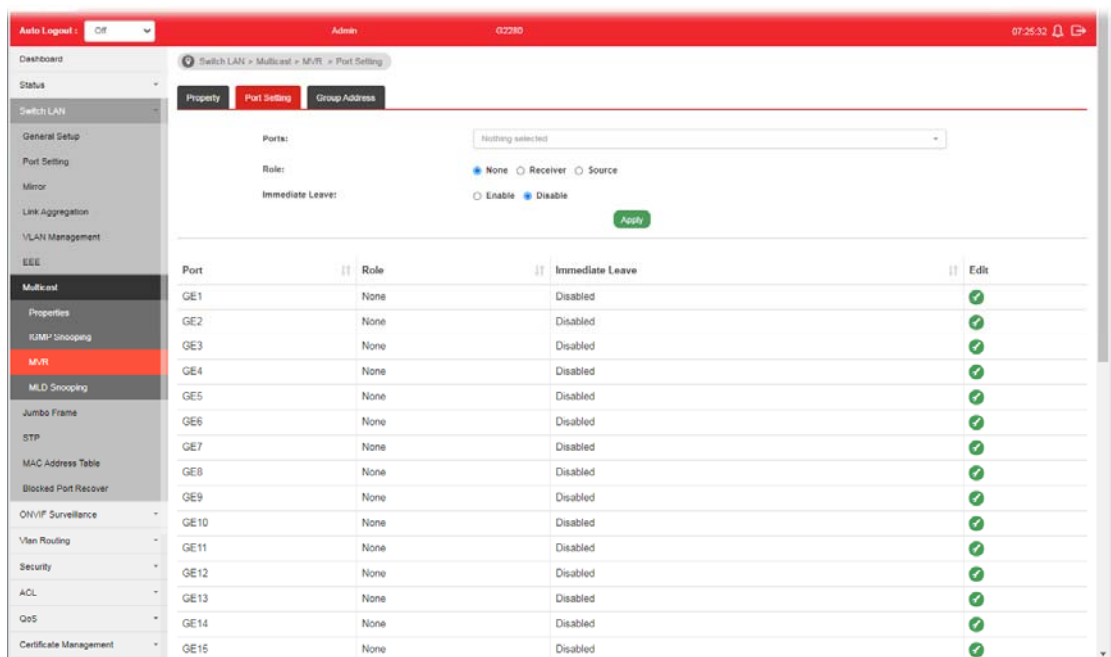 Auto Logout : Off Admin G2280 07:25:32
Dashboard
Status
Switch LAN
General Setup
Port Setting
Mirror
Link Aggregation
VLAN Management
EEE
Multicast
Properties
IGMP Snooping
MVR
MLD Snooping
Jumbo Frame
STP
MAC Address Table
Blocked Port Recover
ONVIF Surveillance
Vlan Routing
Security
ACL
QoS
Certificate Management
Switch LAN > Multicast > MVR > Port Setting
Property Port Setting Group Address
Ports: Nothing selected
Role: None Receiver Source
Immediate Leave: Enable Disable
Apply
Port Role Immediate Leave Edit
GE1 None Disabled
GE2 None Disabled
GE3 None Disabled
GE4 None Disabled
GE5 None Disabled
GE6 None Disabled
GE7 None Disabled
GE8 None Disabled
GE9 None Disabled
GE10 None Disabled
GE11 None Disabled
GE12 None Disabled
GE13 None Disabled
GE14 None Disabled
GE15 None Disabled